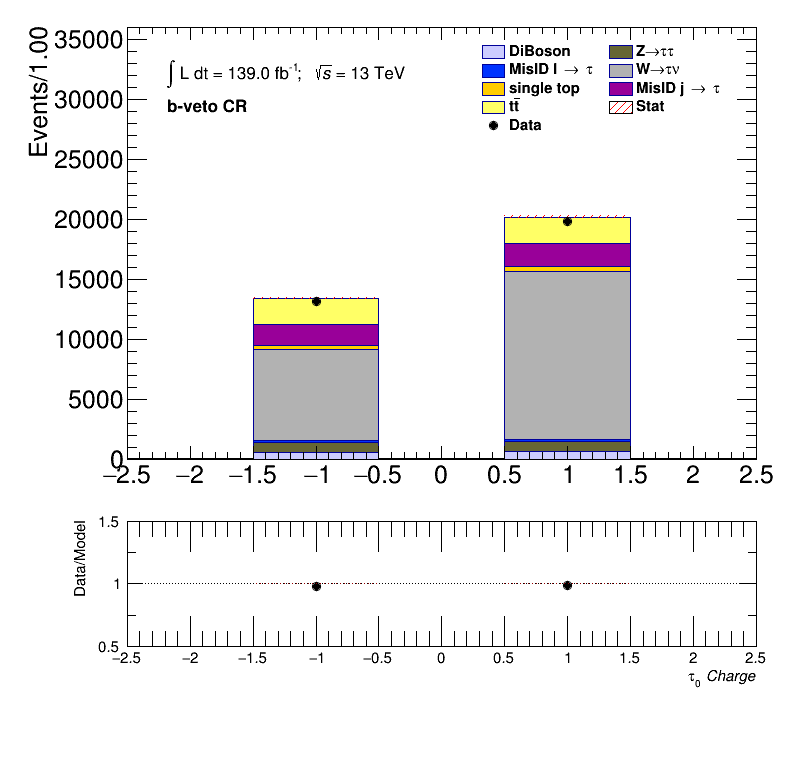 Events/1.00
35000
30000
25000
20000
15000
10000
5000
0
∫ L dt = 139.0 fb⁻¹; √s = 13 TeV
b-veto CR
DiBoson Z→ττ
MisID l → τ W→τν
single top MisID j → τ
tt̄ Stat
Data
−2.5 −2 −1.5 −1 −0.5 0 0.5 1 1.5 2 2.5
Data/Model
1.5
1
0.5
−2.5 −2 −1.5 −1 −0.5 0 0.5 1 1.5 2 2.5
τ₀ Charge